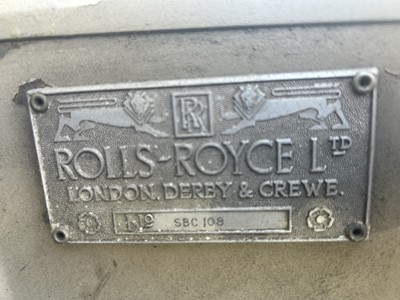 RR
ROLLS-ROYCE LTD
LONDON, DERBY & CREWE.
No SBC 108